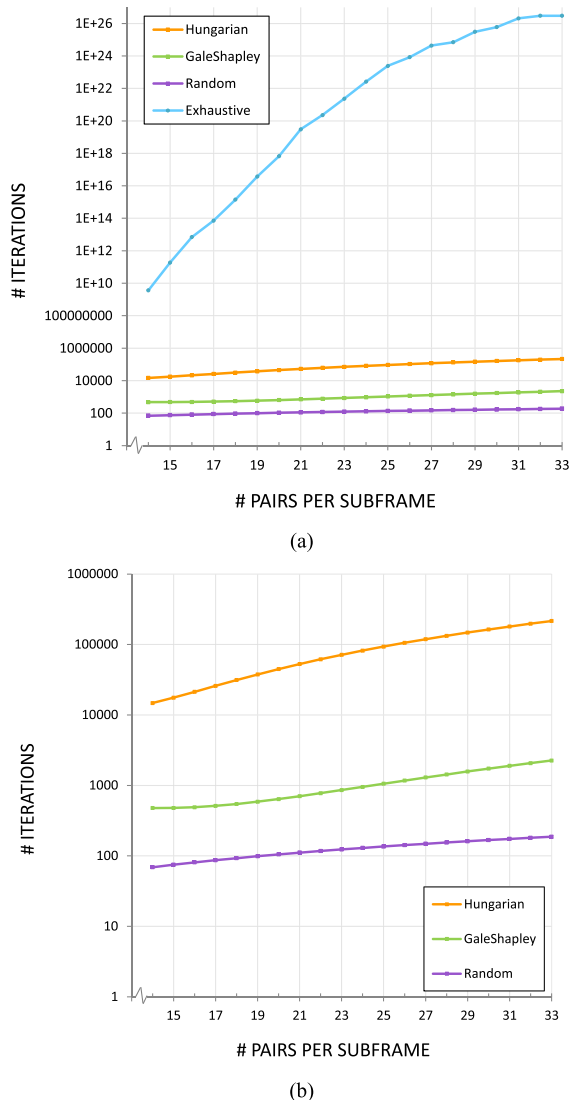 1E+26
1E+24
1E+22
1E+20
1E+18
1E+16
1E+14
1E+12
1E+10
100000000
1000000
10000
100
1
Hungarian
GaleShapley
Random
Exhaustive
# ITERATIONS
15 17 19 21 23 25 27 29 31 33
# PAIRS PER SUBFRAME
(a)
1000000
100000
10000
1000
100
10
1
# ITERATIONS
Hungarian
GaleShapley
Random
15 17 19 21 23 25 27 29 31 33
# PAIRS PER SUBFRAME
(b)